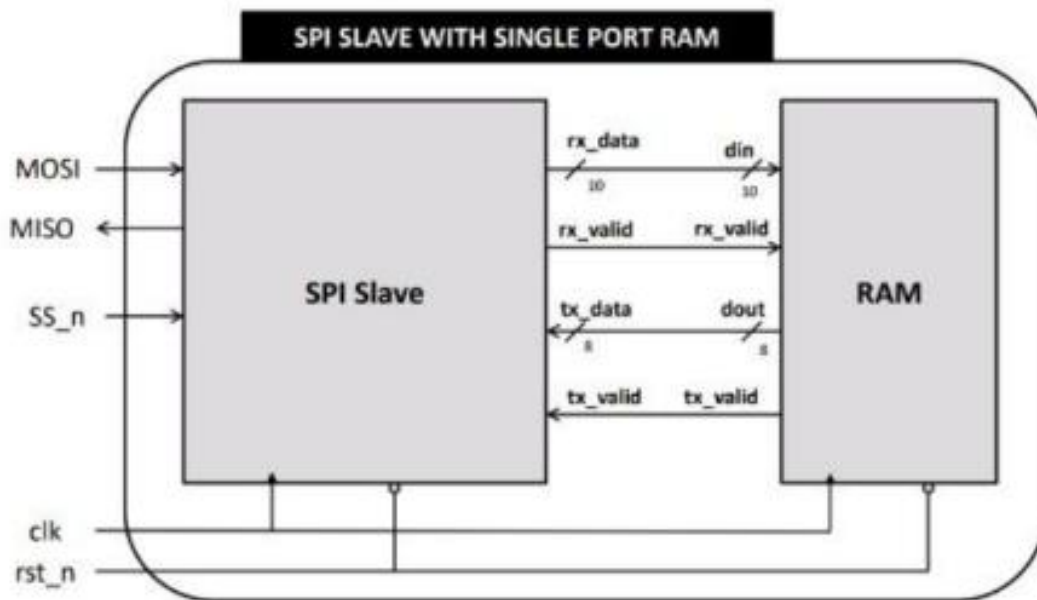 SPI SLAVE WITH SINGLE PORT RAM
MOSI
MISO
SS_n
clk
rst_n
SPI Slave
rx_data
10
din
10
rx_valid
rx_valid
tx_data
8
dout
8
tx_valid
tx_valid
RAM